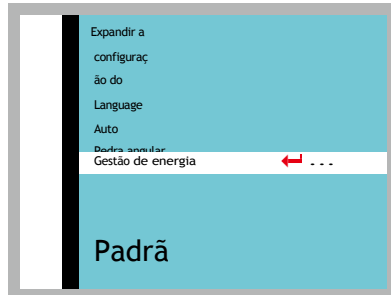 Expandir a
configuraç
ão do
Language
Auto
Pedra angular
Gestão de energia - - -
Padrã